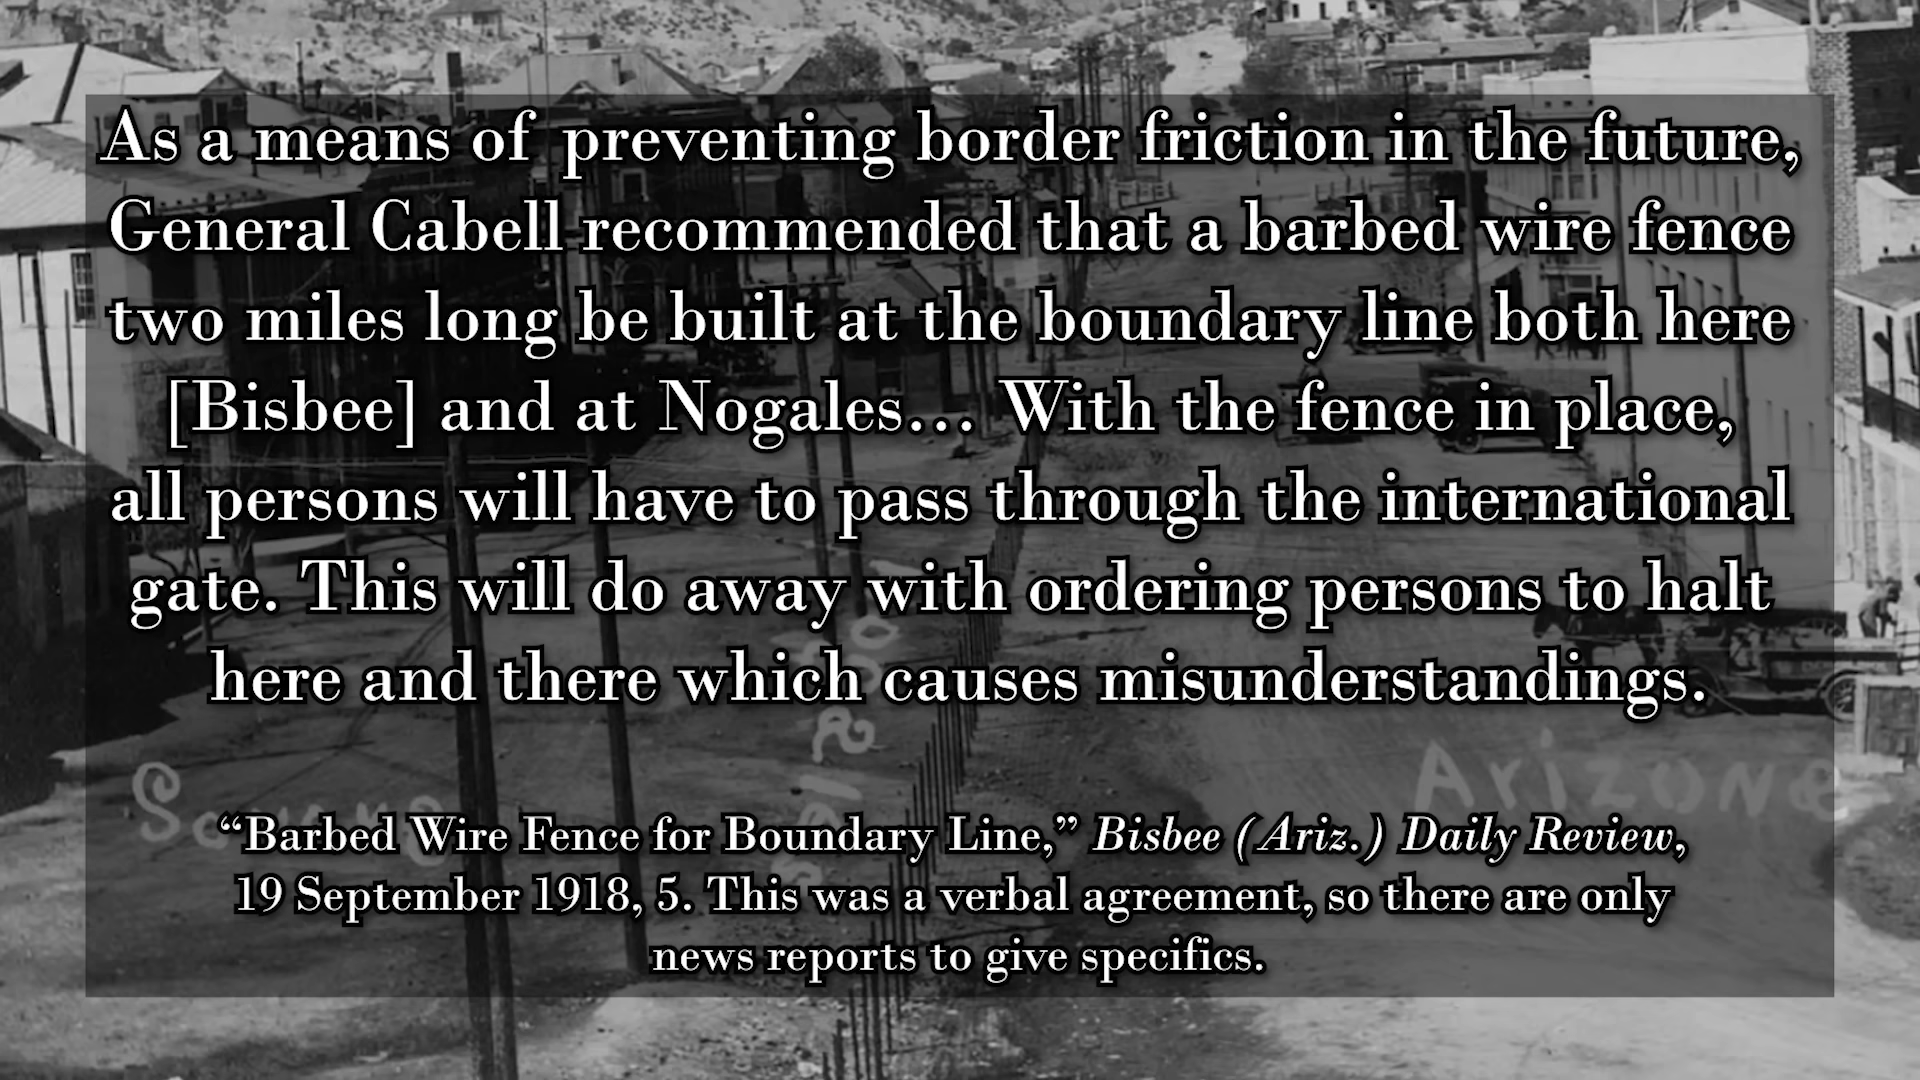 As a means of preventing border friction in the future,
General Cabell recommended that a barbed wire fence
two miles long be built at the boundary line both here
[Bisbee] and at Nogales… With the fence in place,
all persons will have to pass through the international
gate. This will do away with ordering persons to halt
here and there which causes misunderstandings.
“Barbed Wire Fence for Boundary Line,” Bisbee (Ariz.) Daily Review,
19 September 1918, 5. This was a verbal agreement, so there are only
news reports to give specifics.
Arizona